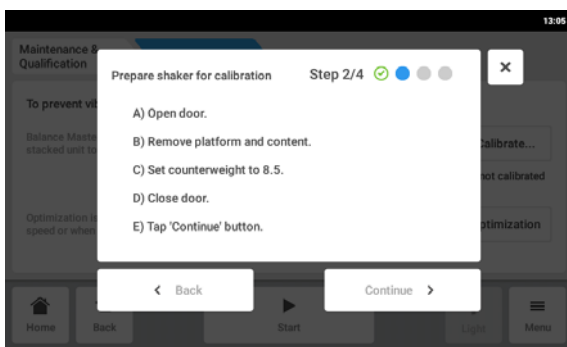 13:05
Maintenance &
Qualification
Prepare shaker for calibration
Step 2/4
To prevent vib
A) Open door.
Balance Maste
stacked unit to
B) Remove platform and content.
Calibrate...
C) Set counterweight to 8.5.
not calibrated
D) Close door.
Optimization is
speed or when
E) Tap 'Continue' button.
ptimization
Back
Continue
Home
Back
Start
Light
Menu